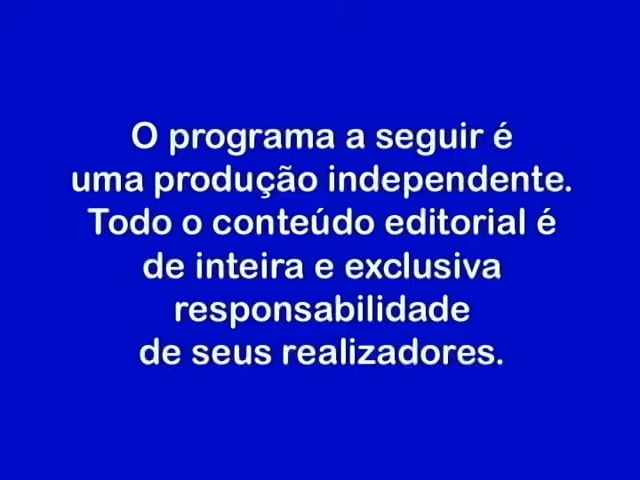 O programa a seguir é
uma produção independente.
Todo o conteúdo editorial é
de inteira e exclusiva
responsabilidade
de seus realizadores.